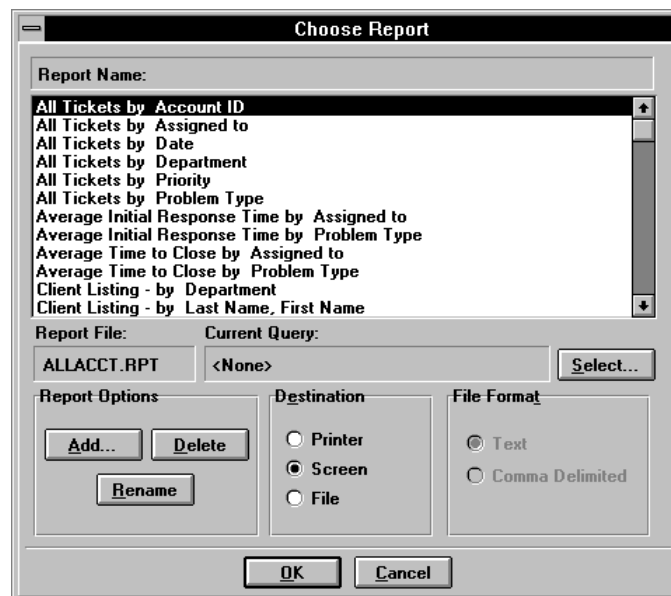 Choose Report
Report Name:
All Tickets by  Account ID
All Tickets by  Assigned to
All Tickets by  Date
All Tickets by  Department
All Tickets by  Priority
All Tickets by  Problem Type
Average Initial Response Time by  Assigned to
Average Initial Response Time by  Problem Type
Average Time to Close by  Assigned to
Average Time to Close by  Problem Type
Client Listing - by  Department
Client Listing - by  Last Name, First Name
Report File: Current Query:
ALLACCT.RPT <None> Select...
Report Options Destination File Format
Add... Delete Printer Text
Screen Comma Delimited
Rename File
OK Cancel